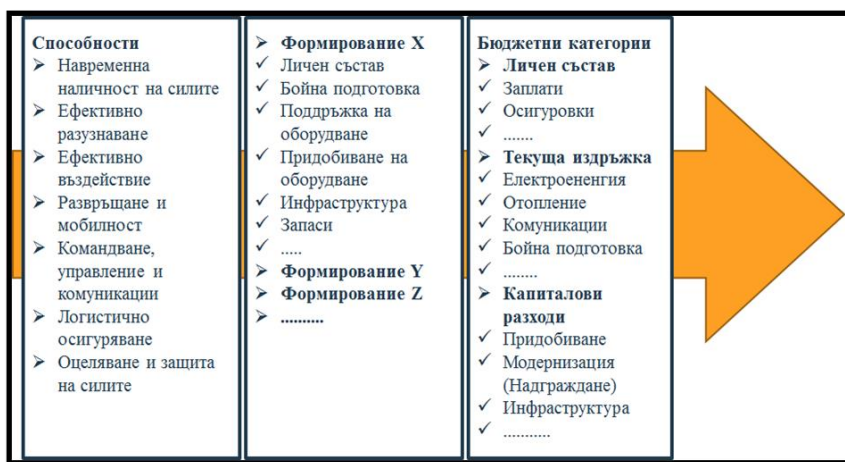 Способности
➢ Навременна
наличност на силите
➢ Ефективно
разузнаване
➢ Ефективно
въздействие
➢ Развръщане и
мобилност
➢ Командване,
управление и
комуникации
➢ Логистично
осигуряване
➢ Оцеляване и защита
на силите
➢ Формирование X
✓ Личен състав
✓ Бойна подготовка
✓ Поддръжка на
оборудване
✓ Придобиване на
оборудване
✓ Инфраструктура
✓ Запаси
✓ .....
➢ Формирование Y
➢ Формирование Z
➢ ..........
Бюджетни категории
➢ Личен състав
✓ Заплати
✓ Осигуровки
✓ .......
➢ Текуща издръжка
✓ Електроененгия
✓ Отопление
✓ Комуникации
✓ Бойна подготовка
✓ ........
➢ Капиталови
разходи
✓ Придобиване
✓ Модернизация
(Надграждане)
✓ Инфраструктура
✓ ...........